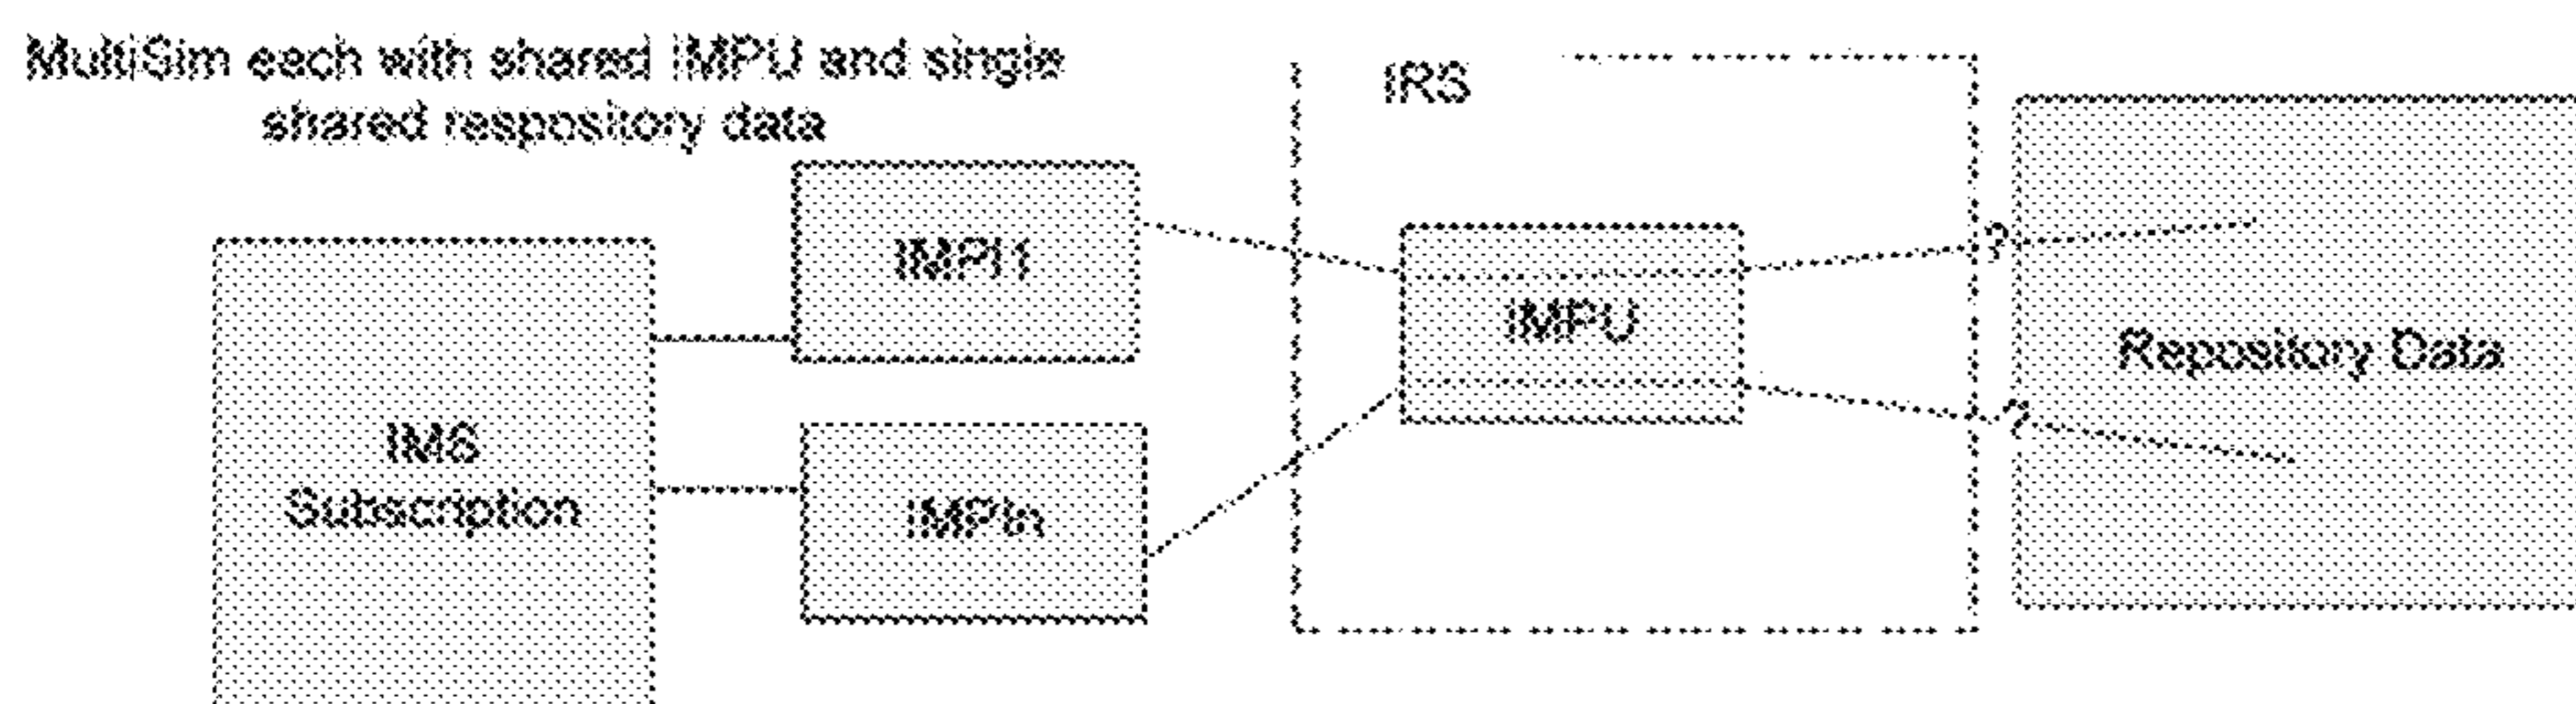 MultiSim each with shared IMPU and single
shared respository data
IRS
IMPI1
?
IMPU
Repository Data
?
IMS
Subscription
IMPIn